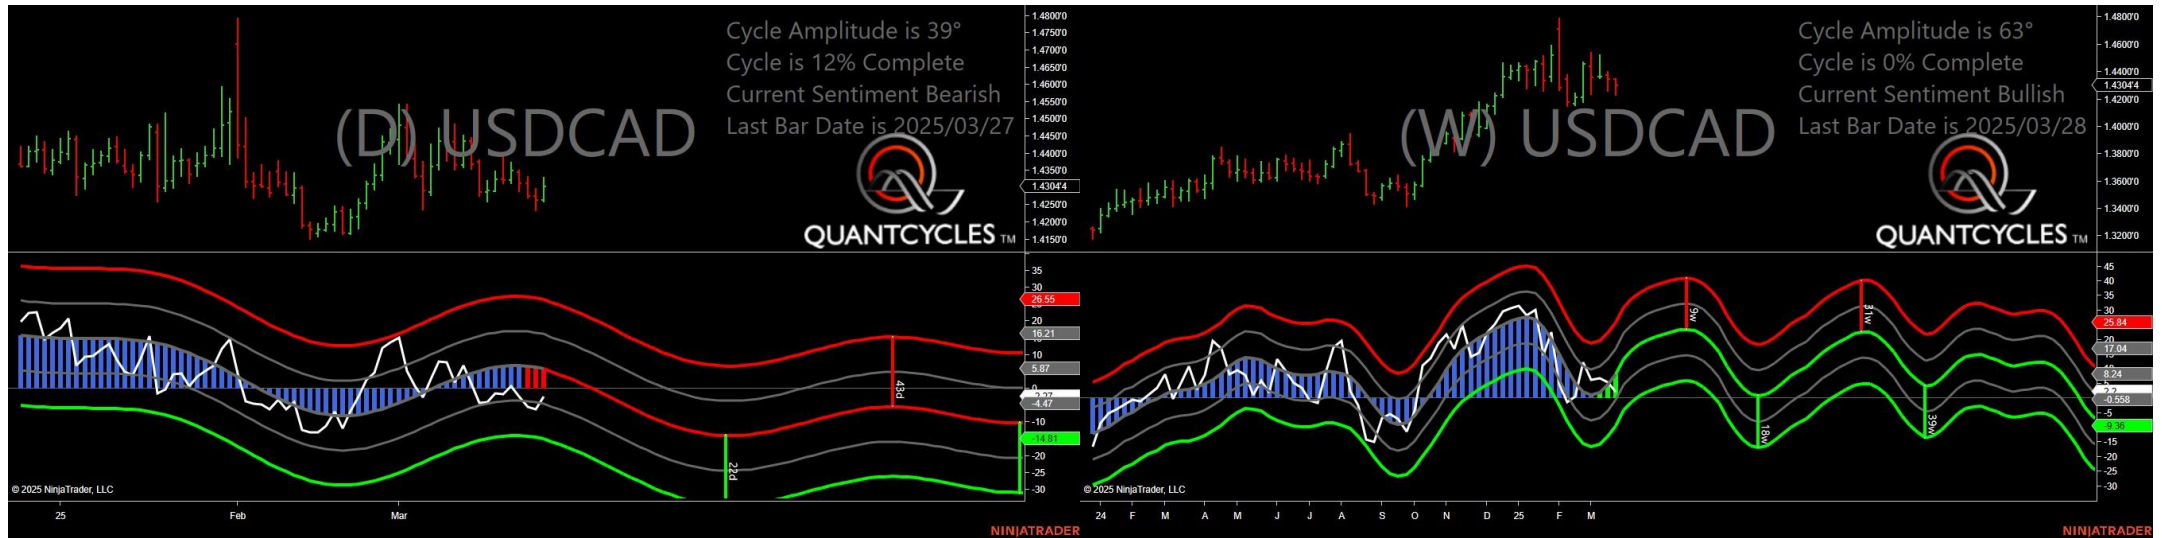 Cycle Amplitude is 39°
Cycle is 12% Complete
Current Sentiment Bearish
Last Bar Date is 2025/03/27
(D) USDCAD
QUANTCYCLES TM
1.4800'0
1.4750'0
1.4700'0
1.4650'0
1.4600'0
1.4550'0
1.4500'0
1.4450'0
1.4400'0
1.4350'0
1.4304'4
1.4250'0
1.4200'0
1.4150'0
35
30
26.55
20
16.21
10
5.87
0
-4.47
-10
-14.81
-20
-25
-30
43d
22d
© 2025 NinjaTrader, LLC
25
Feb
Mar
NINJATRADER
Cycle Amplitude is 63°
Cycle is 0% Complete
Current Sentiment Bullish
Last Bar Date is 2025/03/28
(W) USDCAD
QUANTCYCLES TM
1.4800'0
1.4600'0
1.4400'0
1.4304'4
1.4200'0
1.4000'0
1.3800'0
1.3600'0
1.3400'0
1.3200'0
45
40
35
30
25.84
20
17.04
8.24
2.2
-0.558
-5
-9.36
-15
-20
-25
-30
9w
31w
18w
39w
© 2025 NinjaTrader, LLC
24 F M A M J J A S O N D 25 F M
NINJATRADER